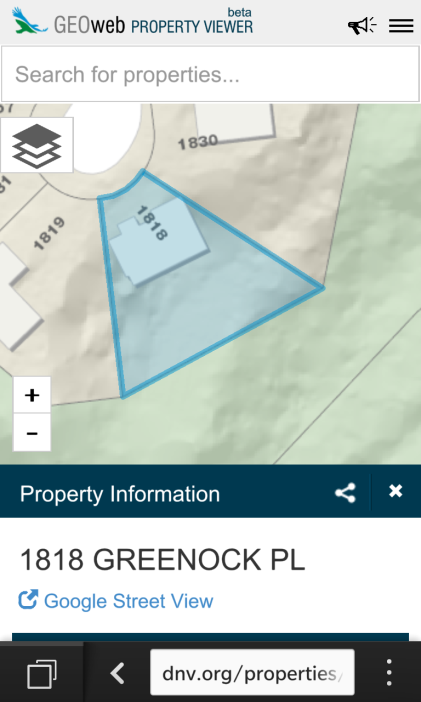 beta
GEOweb PROPERTY VIEWER
Search for properties...
1830
1818
1819
+
-
Property Information
1818 GREENOCK PL
Google Street View
dnv.org/properties/